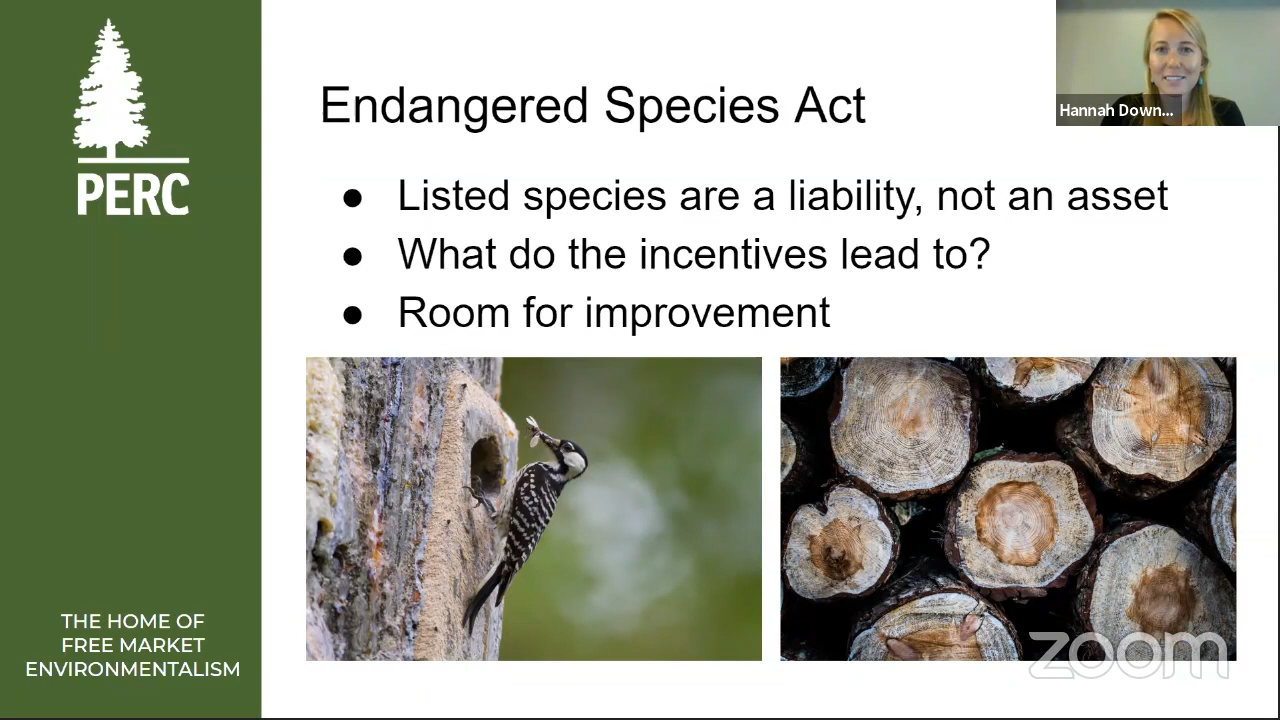 PERC
THE HOME OF
FREE MARKET
ENVIRONMENTALISM
Endangered Species Act
● Listed species are a liability, not an asset
● What do the incentives lead to?
● Room for improvement
Hannah Down...
zoom